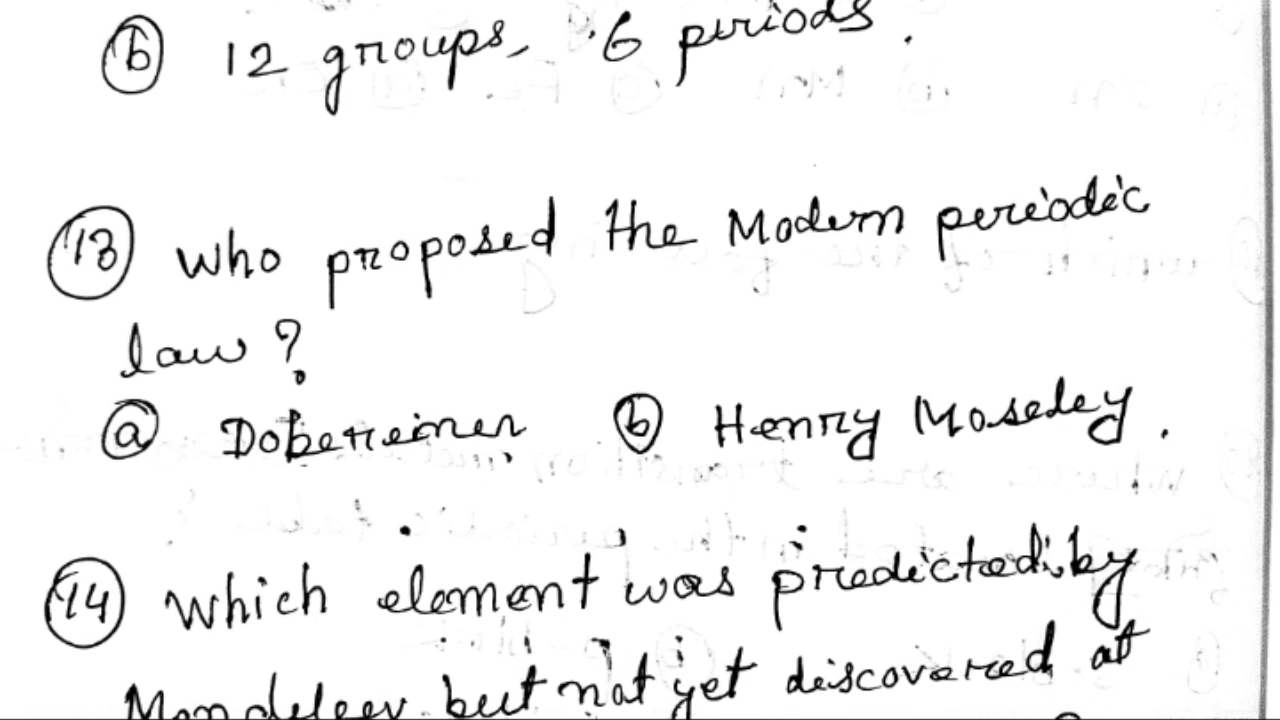 (b) 12 groups, 6 periods.
(13) Who proposed the Modern periodic
law?
(a) Dobereiner (b) Henry Moseley.
(14) which element was predicted by
Mendeleev but not yet discovered at